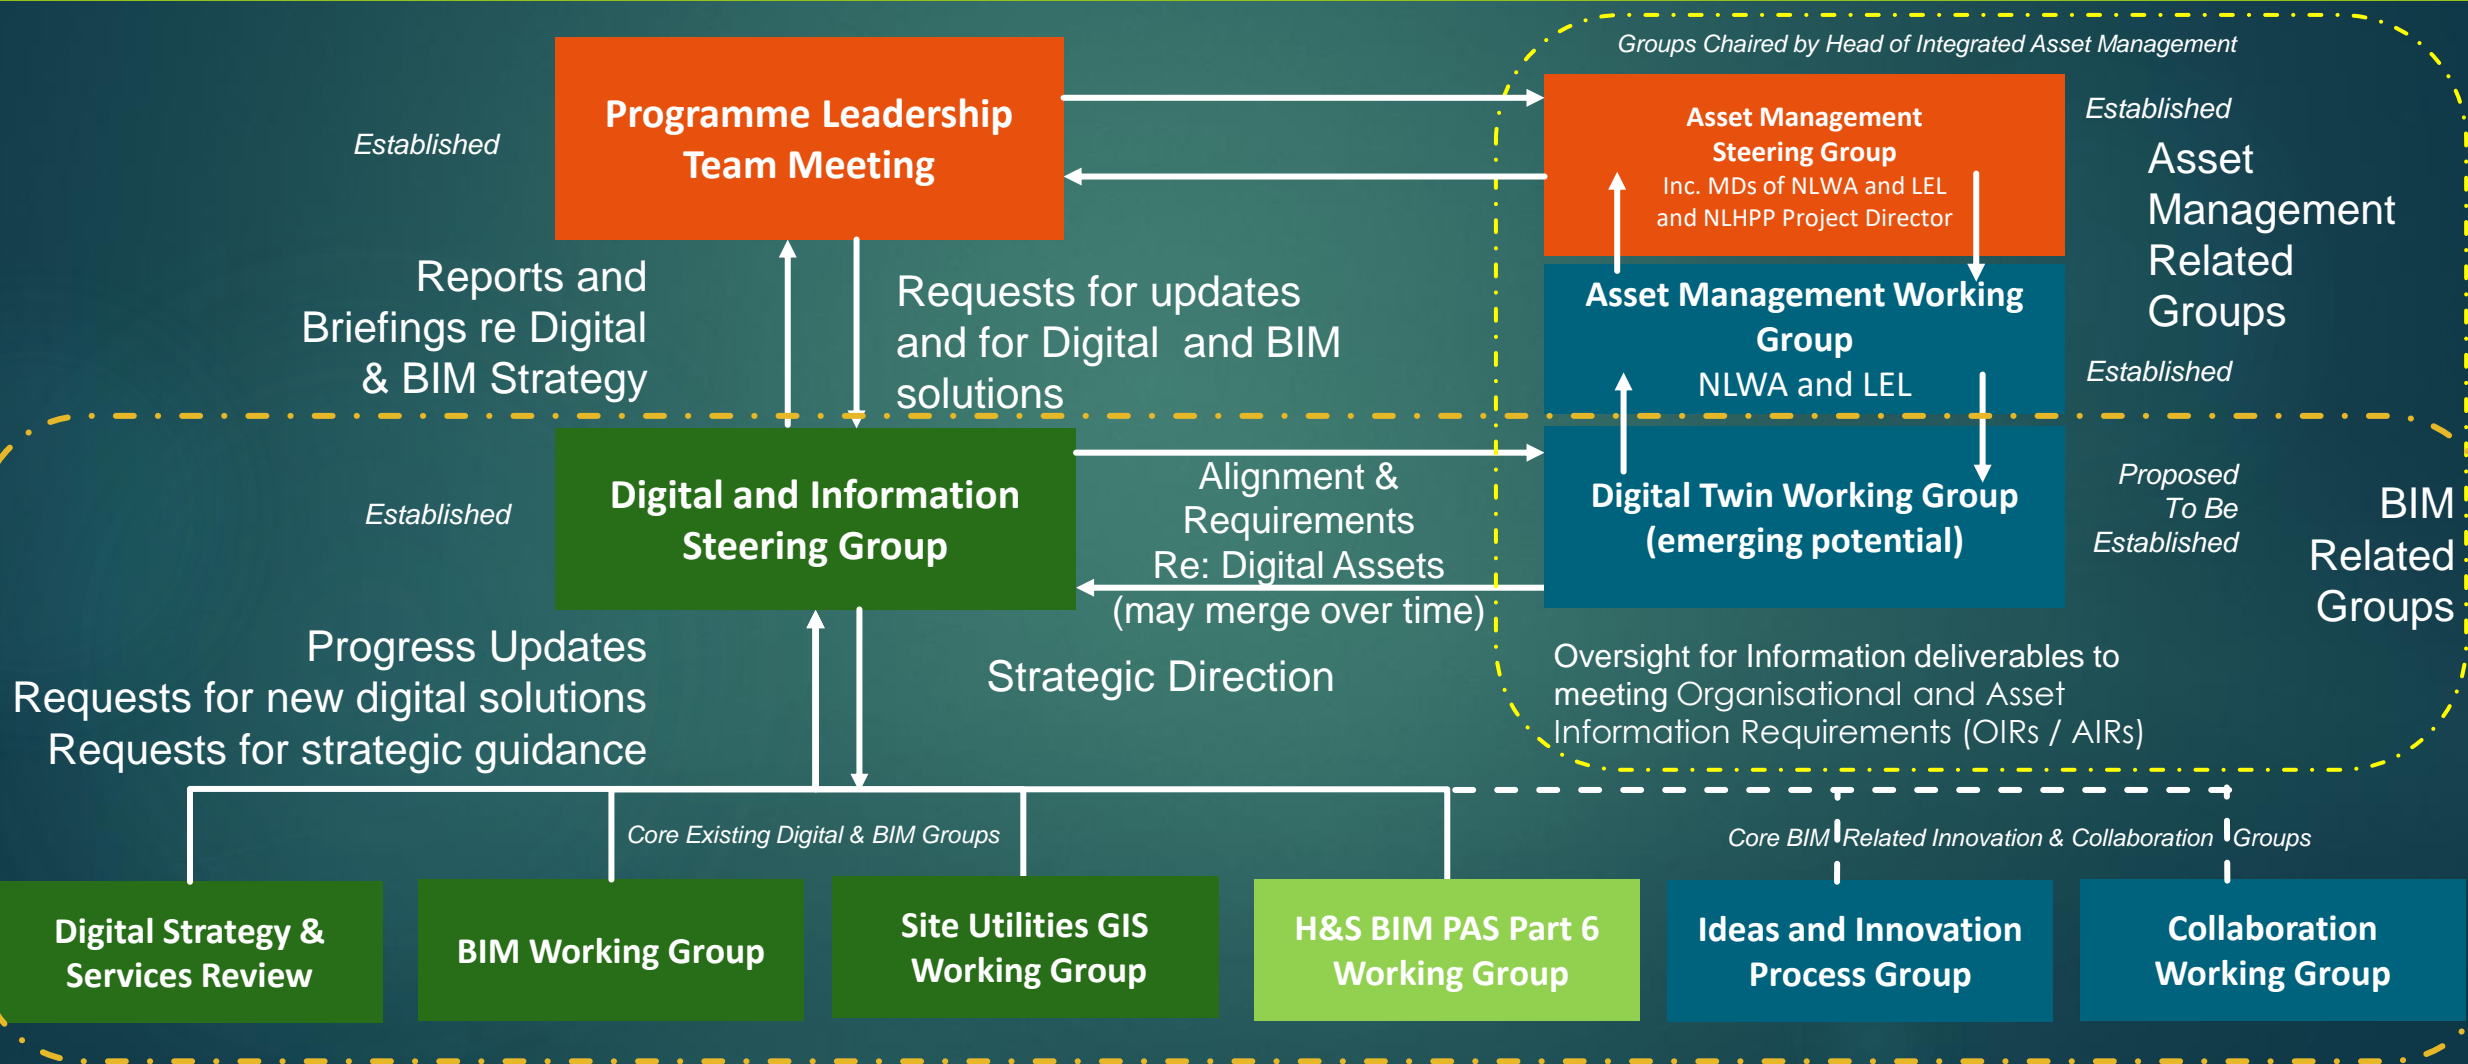 Groups Chaired by Head of Integrated Asset Management
Established
Programme Leadership
Team Meeting
Asset Management
Steering Group
Inc. MDs of NLWA and LEL
and NLHPP Project Director
Established
Asset
Management
Related
Groups
Reports and
Briefings re Digital
& BIM Strategy
Requests for updates
and for Digital and BIM
solutions
Asset Management Working
Group
NLWA and LEL
Established
Established
Digital and Information
Steering Group
Alignment &
Requirements
Re: Digital Assets
(may merge over time)
Digital Twin Working Group
(emerging potential)
Proposed
To Be
Established
BIM
Related
Groups
Progress Updates
Requests for new digital solutions
Requests for strategic guidance
Strategic Direction
Oversight for Information deliverables to
meeting Organisational and Asset
Information Requirements (OIRs / AIRs)
Core Existing Digital & BIM Groups
Core BIM Related Innovation & Collaboration Groups
Digital Strategy &
Services Review
BIM Working Group
Site Utilities GIS
Working Group
H&S BIM PAS Part 6
Working Group
Ideas and Innovation
Process Group
Collaboration
Working Group